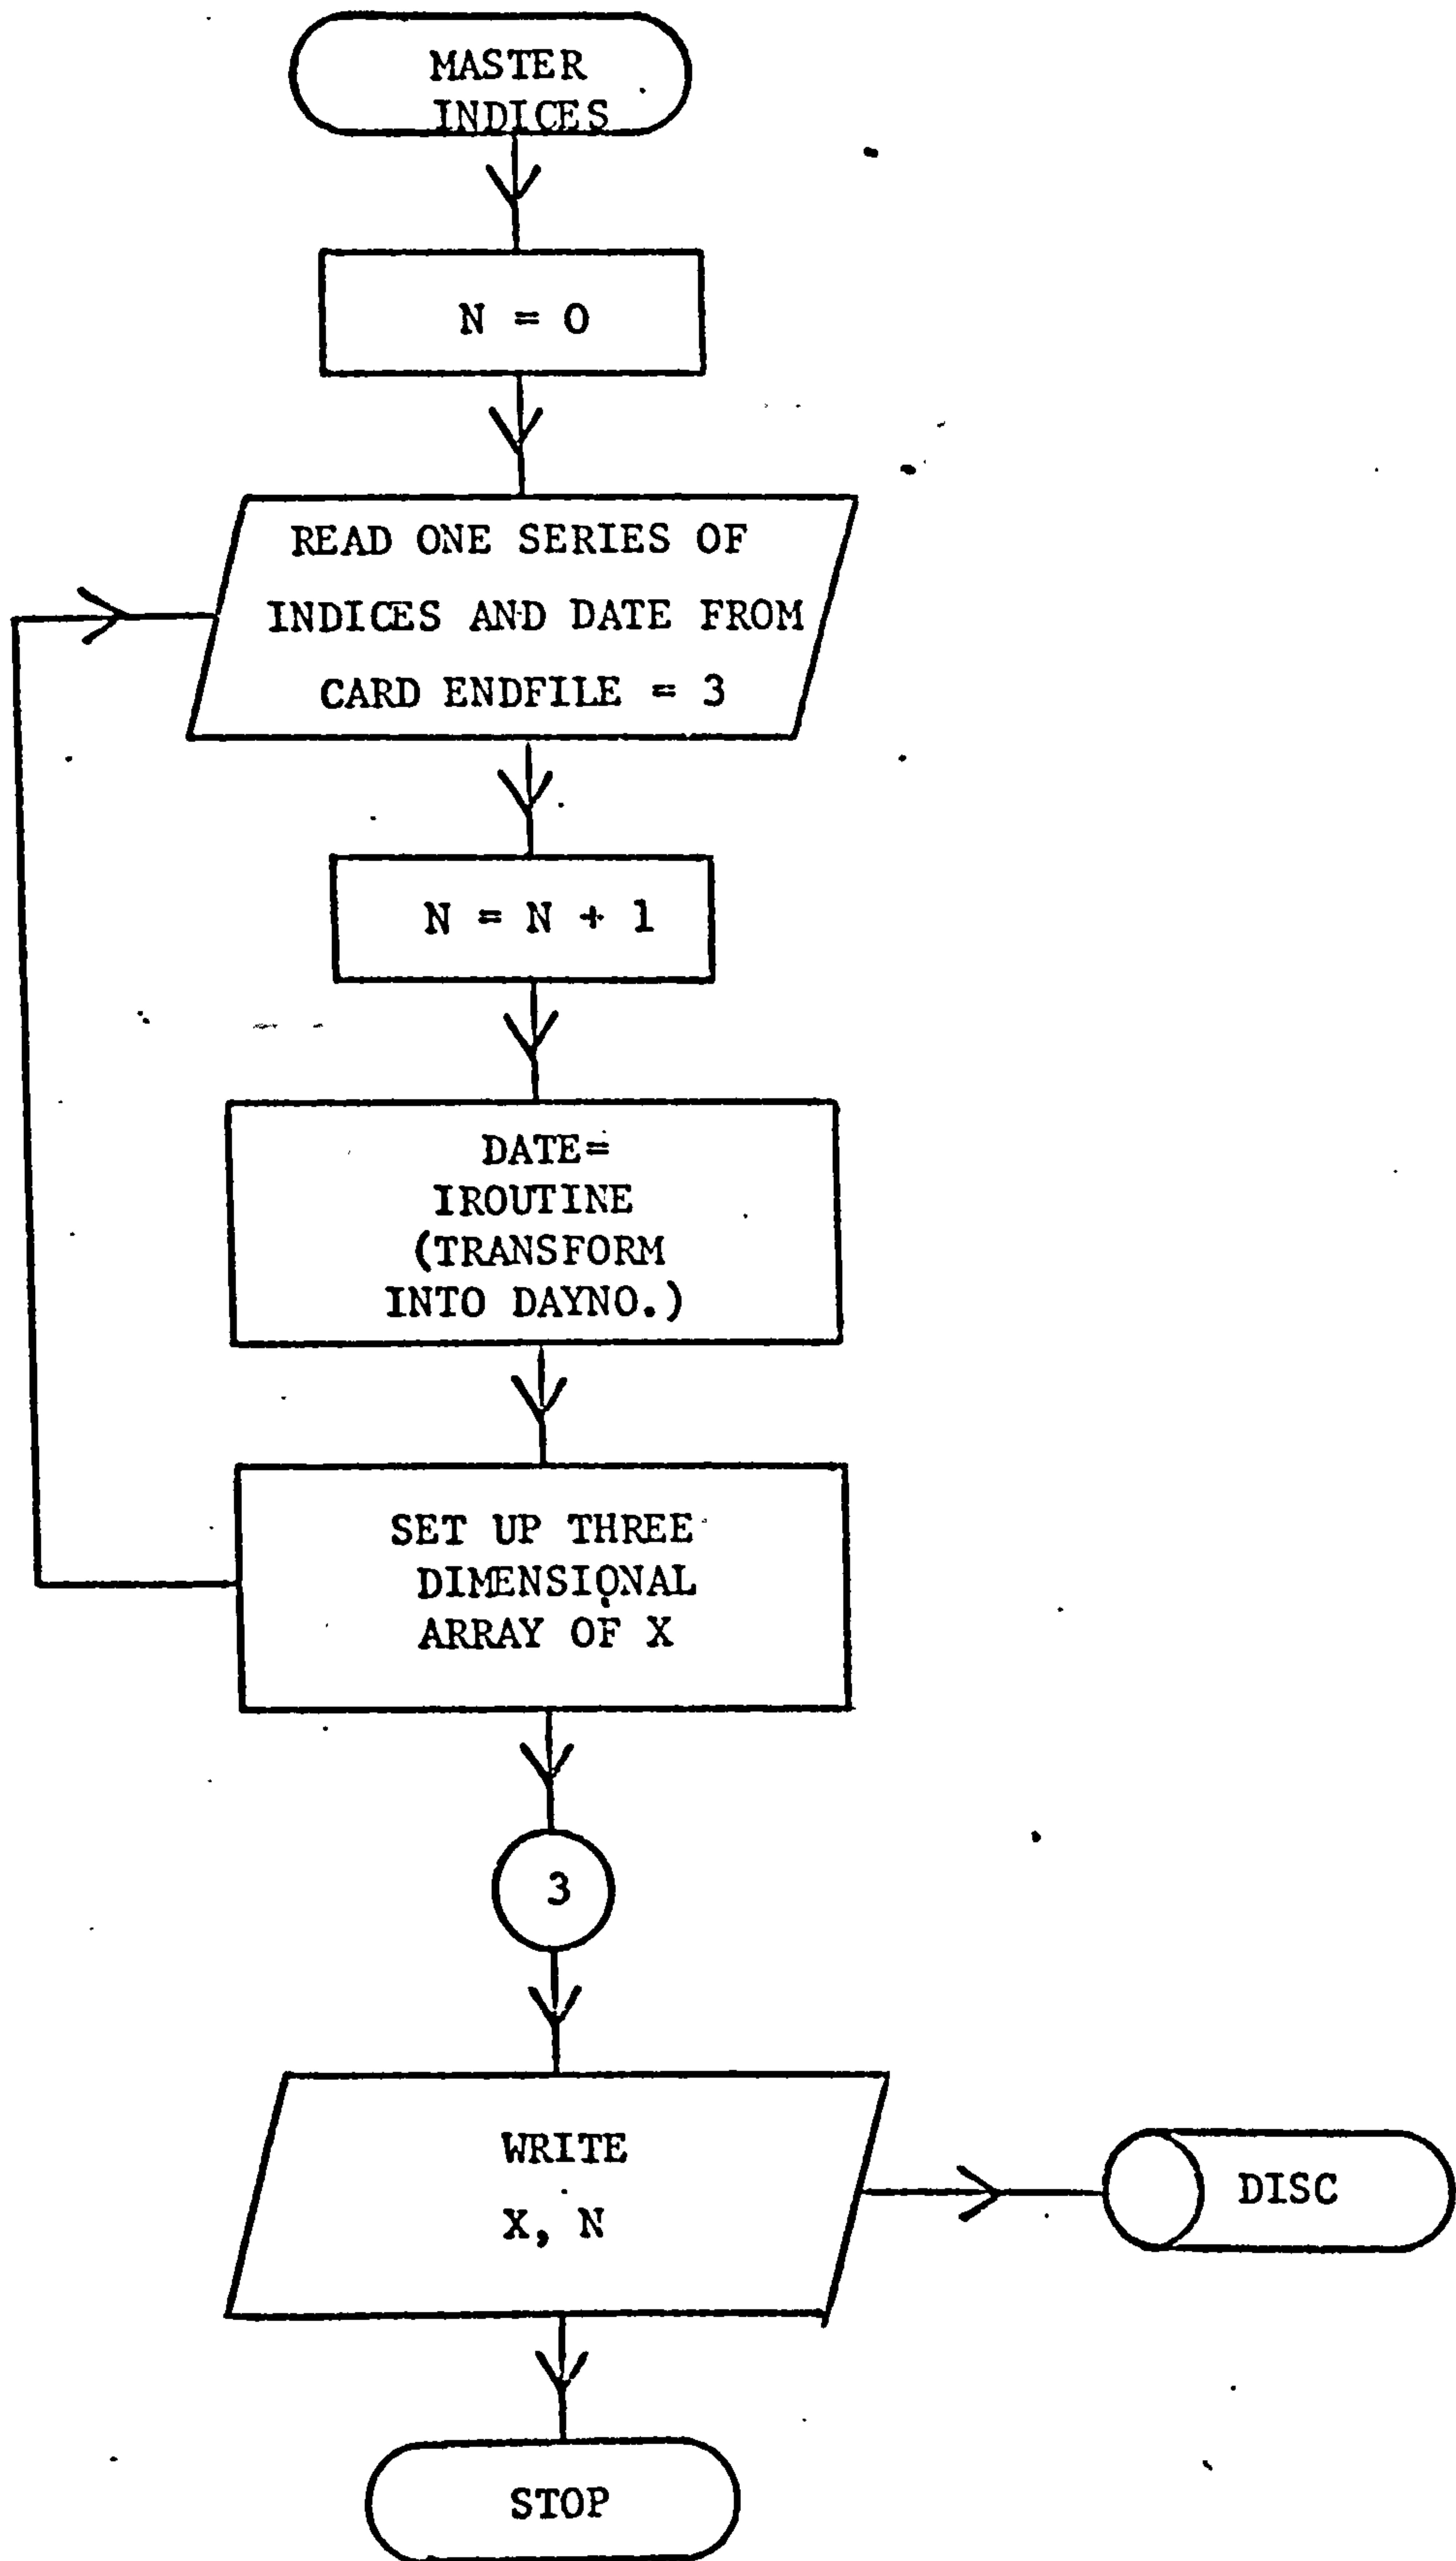 MASTER
INDICES
N = 0
READ ONE SERIES OF
INDICES AND DATE FROM
CARD ENDFILE = 3
N = N + 1
DATE=
IROUTINE
(TRANSFORM
INTO DAYNO.)
SET UP THREE
DIMENSIONAL
ARRAY OF X
3
WRITE
X, N
DISC
STOP